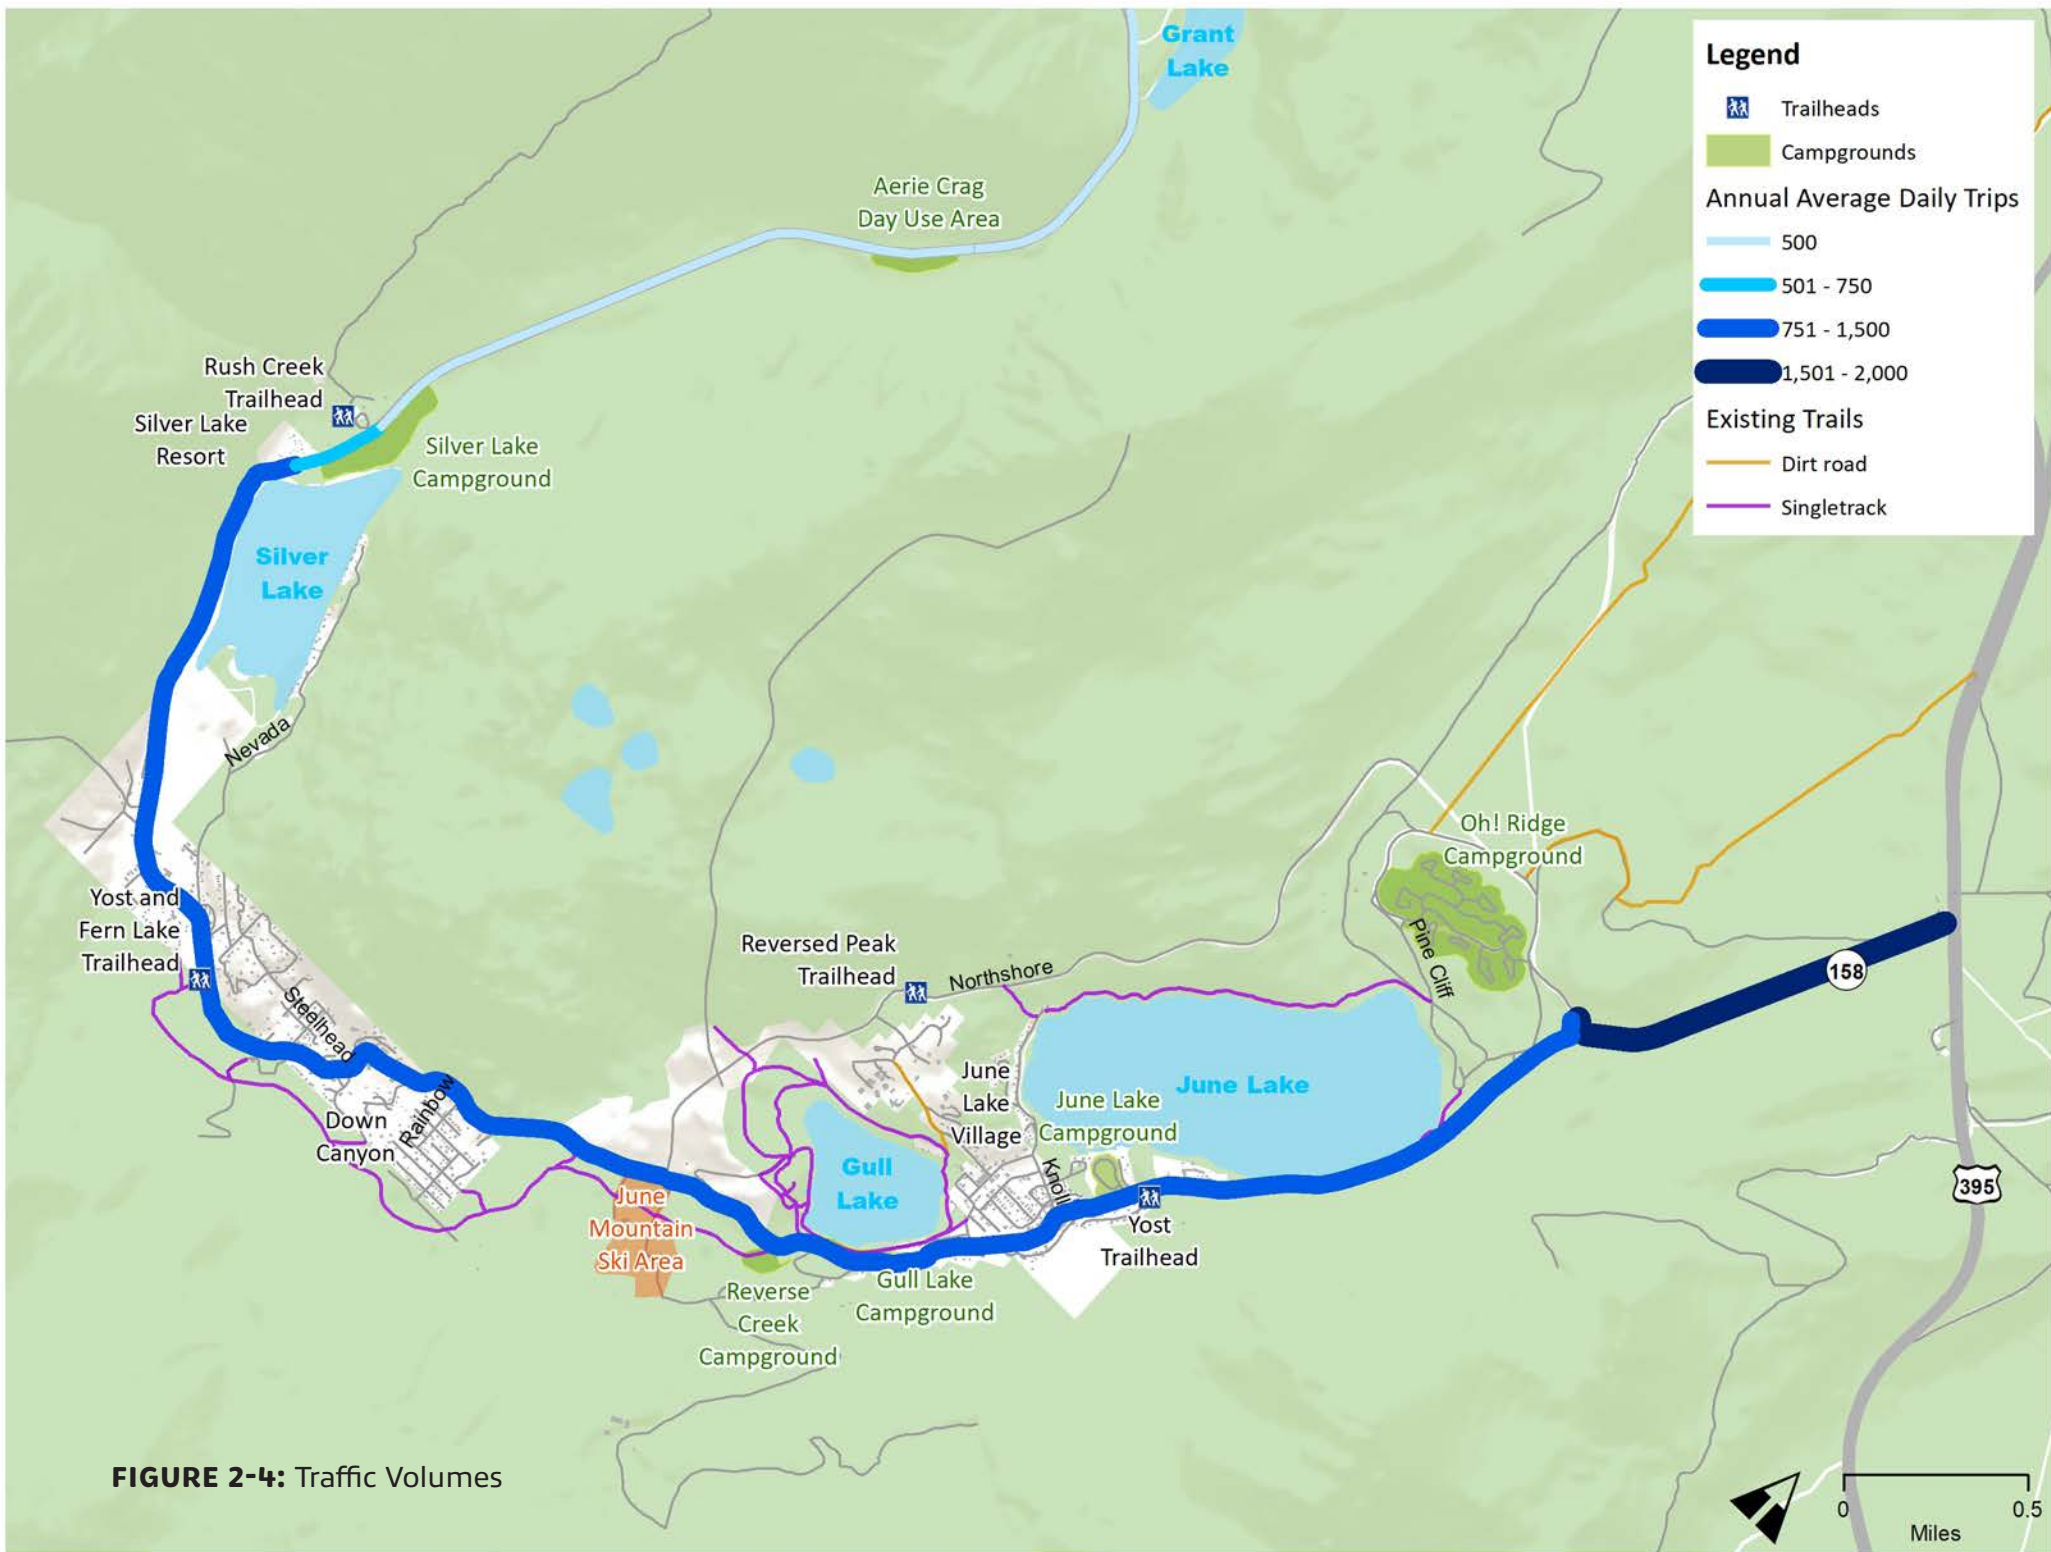 Grant
Lake
Legend
Trailheads
Campgrounds
Annual Average Daily Trips
500
501 - 750
751 - 1,500
1,501 - 2,000
Existing Trails
Dirt road
Singletrack
Aerie Crag
Day Use Area
Rush Creek
Trailhead
Silver Lake
Resort
Silver Lake
Campground
Silver
Lake
Nevada
Oh! Ridge
Campground
Yost and
Fern Lake
Trailhead
Reversed Peak
Trailhead
Northshore
Pine Cliff
158
Steelhead
June
Lake
Village
June Lake
Campground
June Lake
Down
Canyon
Rainbow
Gull
Lake
Knoll
395
June
Mountain
Ski Area
Yost
Trailhead
Reverse
Creek
Campground
Gull Lake
Campground
FIGURE 2-4: Traffic Volumes
0
0.5
Miles